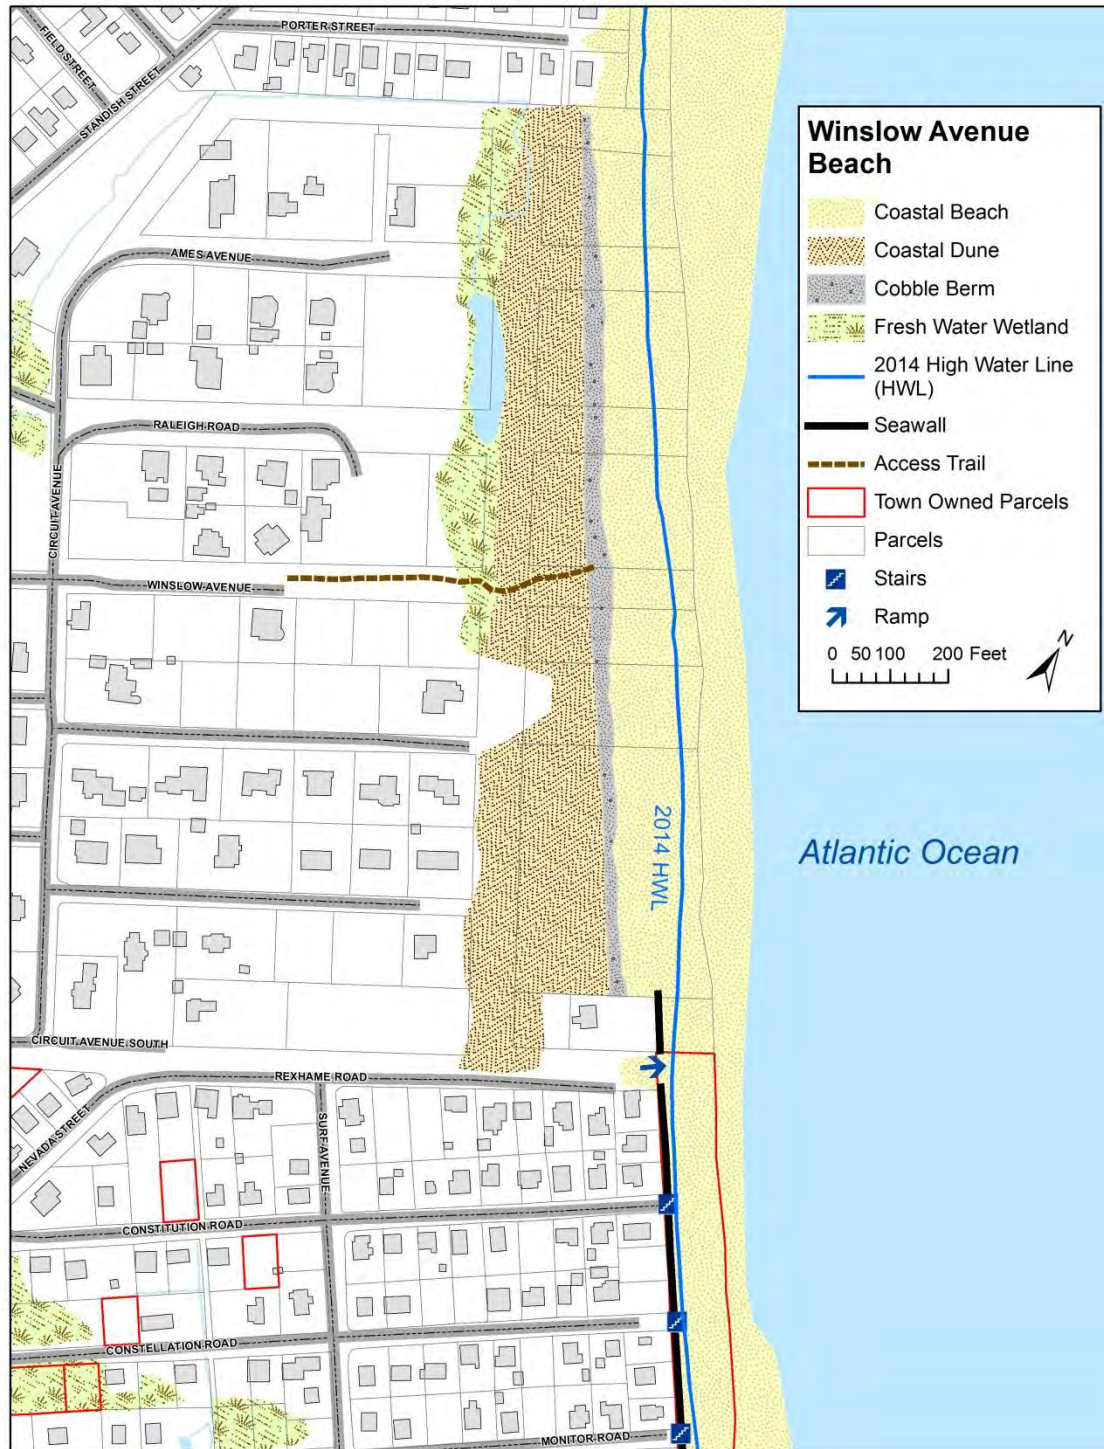 PORTER STREET
FIELD STREET
STANDISH STREET
AMES AVENUE
RALEIGH ROAD
CIRCUIT AVENUE
WINSLOW AVENUE
2014 HWL
Atlantic Ocean
CIRCUIT AVENUE SOUTH
REXHAME ROAD
NEVADA STREET
SURF AVENUE
CONSTITUTION ROAD
CONSTELLATION ROAD
MONITOR ROAD
Winslow Avenue
Beach
Coastal Beach
Coastal Dune
Cobble Berm
Fresh Water Wetland
2014 High Water Line
(HWL)
Seawall
Access Trail
Town Owned Parcels
Parcels
Stairs
Ramp
0 50 100 200 Feet
N